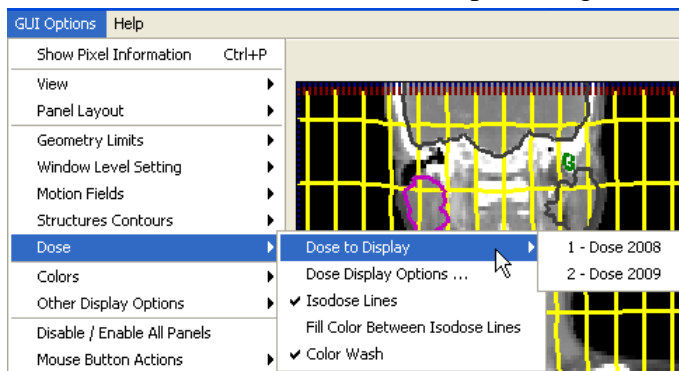 GUI Options Help
Show Pixel Information Ctrl+P
View
Panel Layout
Geometry Limits
Window Level Setting
Motion Fields
Structures Contours
Dose
Colors
Other Display Options
Disable / Enable All Panels
Mouse Button Actions
Dose to Display
Dose Display Options ...
Isodose Lines
Fill Color Between Isodose Lines
Color Wash
1 - Dose 2008
2 - Dose 2009
G